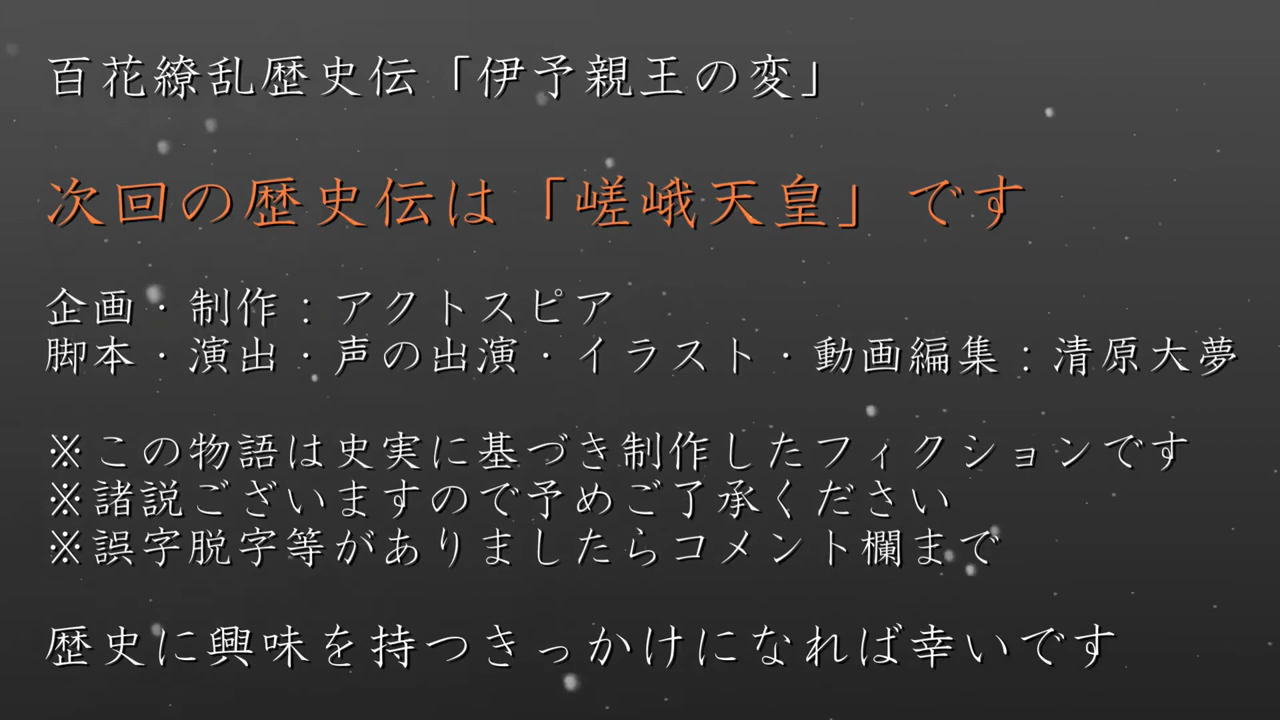 百花繚乱歴史伝「伊予親王の変」
次回の歴史伝は「嵯峨天皇」です
企画・制作：アクトスピア
脚本・演出・声の出演・イラスト・動画編集：清原大夢
※この物語は史実に基づき制作したフィクションです
※諸説ございますので予めご了承ください
※誤字脱字等がありましたらコメント欄まで
歴史に興味を持つきっかけになれば幸いです